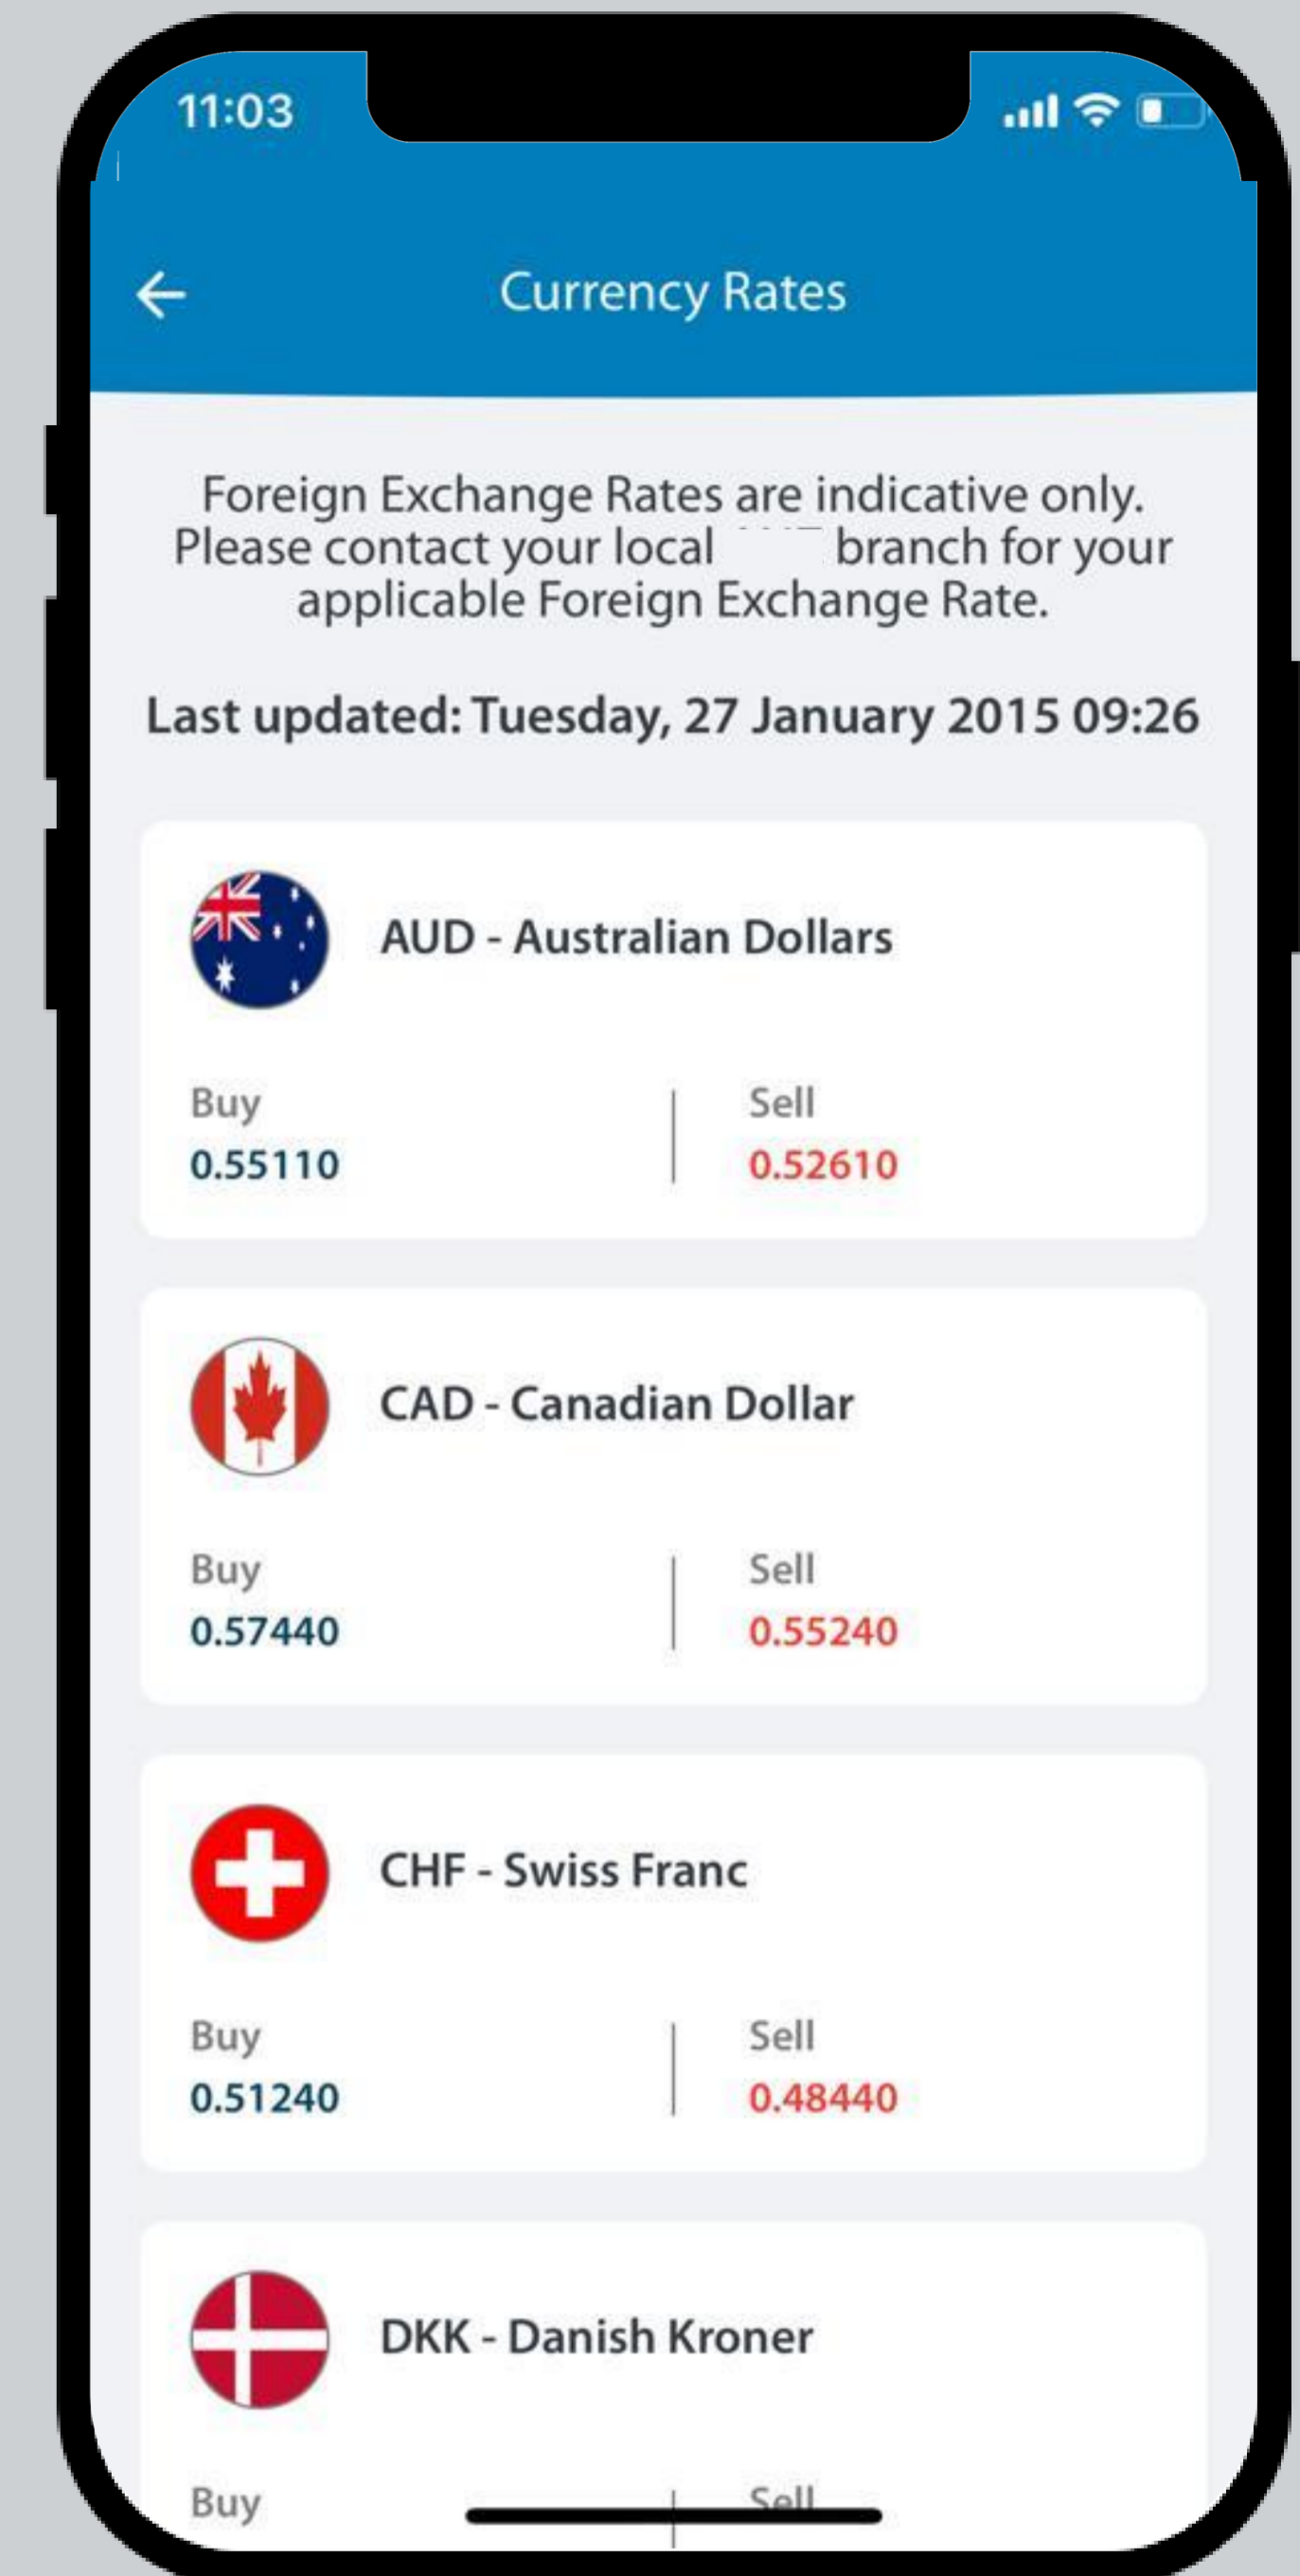 11:03
Currency Rates
Foreign Exchange Rates are indicative only.
Please contact your local branch for your
applicable Foreign Exchange Rate.
Last updated: Tuesday, 27 January 2015 09:26
AUD - Australian Dollars
Buy Sell
0.55110 0.52610
CAD - Canadian Dollar
Buy Sell
0.57440 0.55240
CHF - Swiss Franc
Buy Sell
0.51240 0.48440
DKK - Danish Kroner
Buy Sell